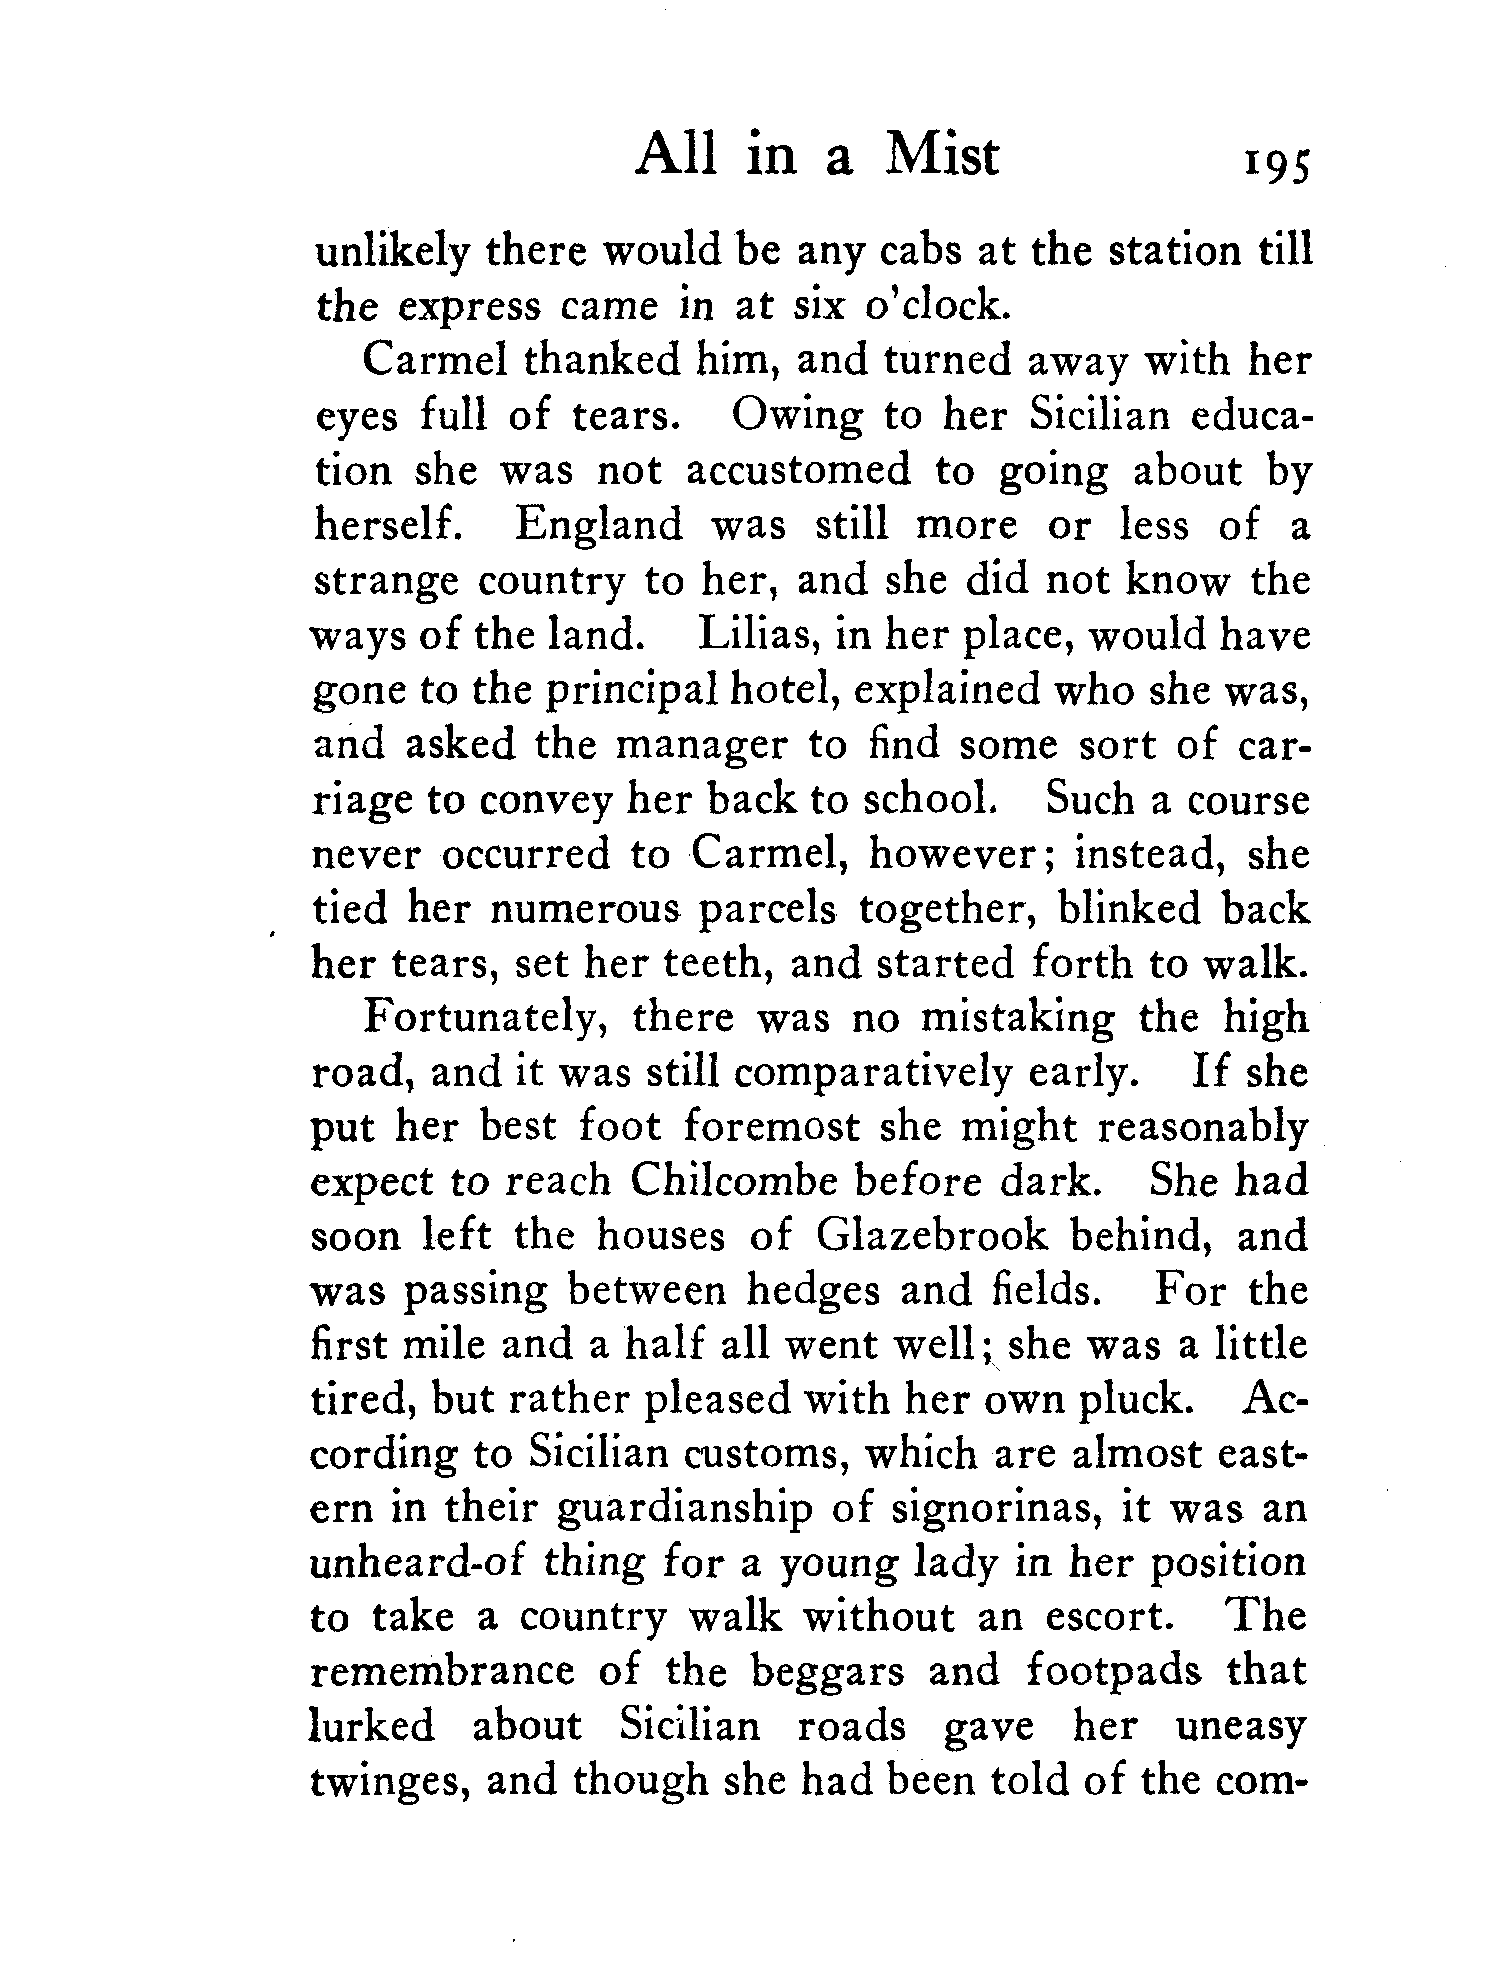 All in a Mist 195
unlikely there would be any cabs at the station till
the express came in at six o'clock.
Carmel thanked him, and turned away with her
eyes full of tears. Owing to her Sicilian educa-
tion she was not accustomed to going about by
herself. England was still more or less of a
strange country to her, and she did not know the
ways of the land. Lilias, in her place, would have
gone to the principal hotel, explained who she was,
and asked the manager to find some sort of car-
riage to convey her back to school. Such a course
never occurred to Carmel, however; instead, she
tied her numerous parcels together, blinked back
her tears, set her teeth, and started forth to walk.
Fortunately, there was no mistaking the high
road, and it was still comparatively early. If she
put her best foot foremost she might reasonably
expect to reach Chilcombe before dark. She had
soon left the houses of Glazebrook behind, and
was passing between hedges and fields. For the
first mile and a half all went well; she was a little
tired, but rather pleased with her own pluck. Ac-
cording to Sicilian customs, which are almost east-
ern in their guardianship of signorinas, it was an
unheard-of thing for a young lady in her position
to take a country walk without an escort. The
remembrance of the beggars and footpads that
lurked about Sicilian roads gave her uneasy
twinges, and though she had been told of the com-